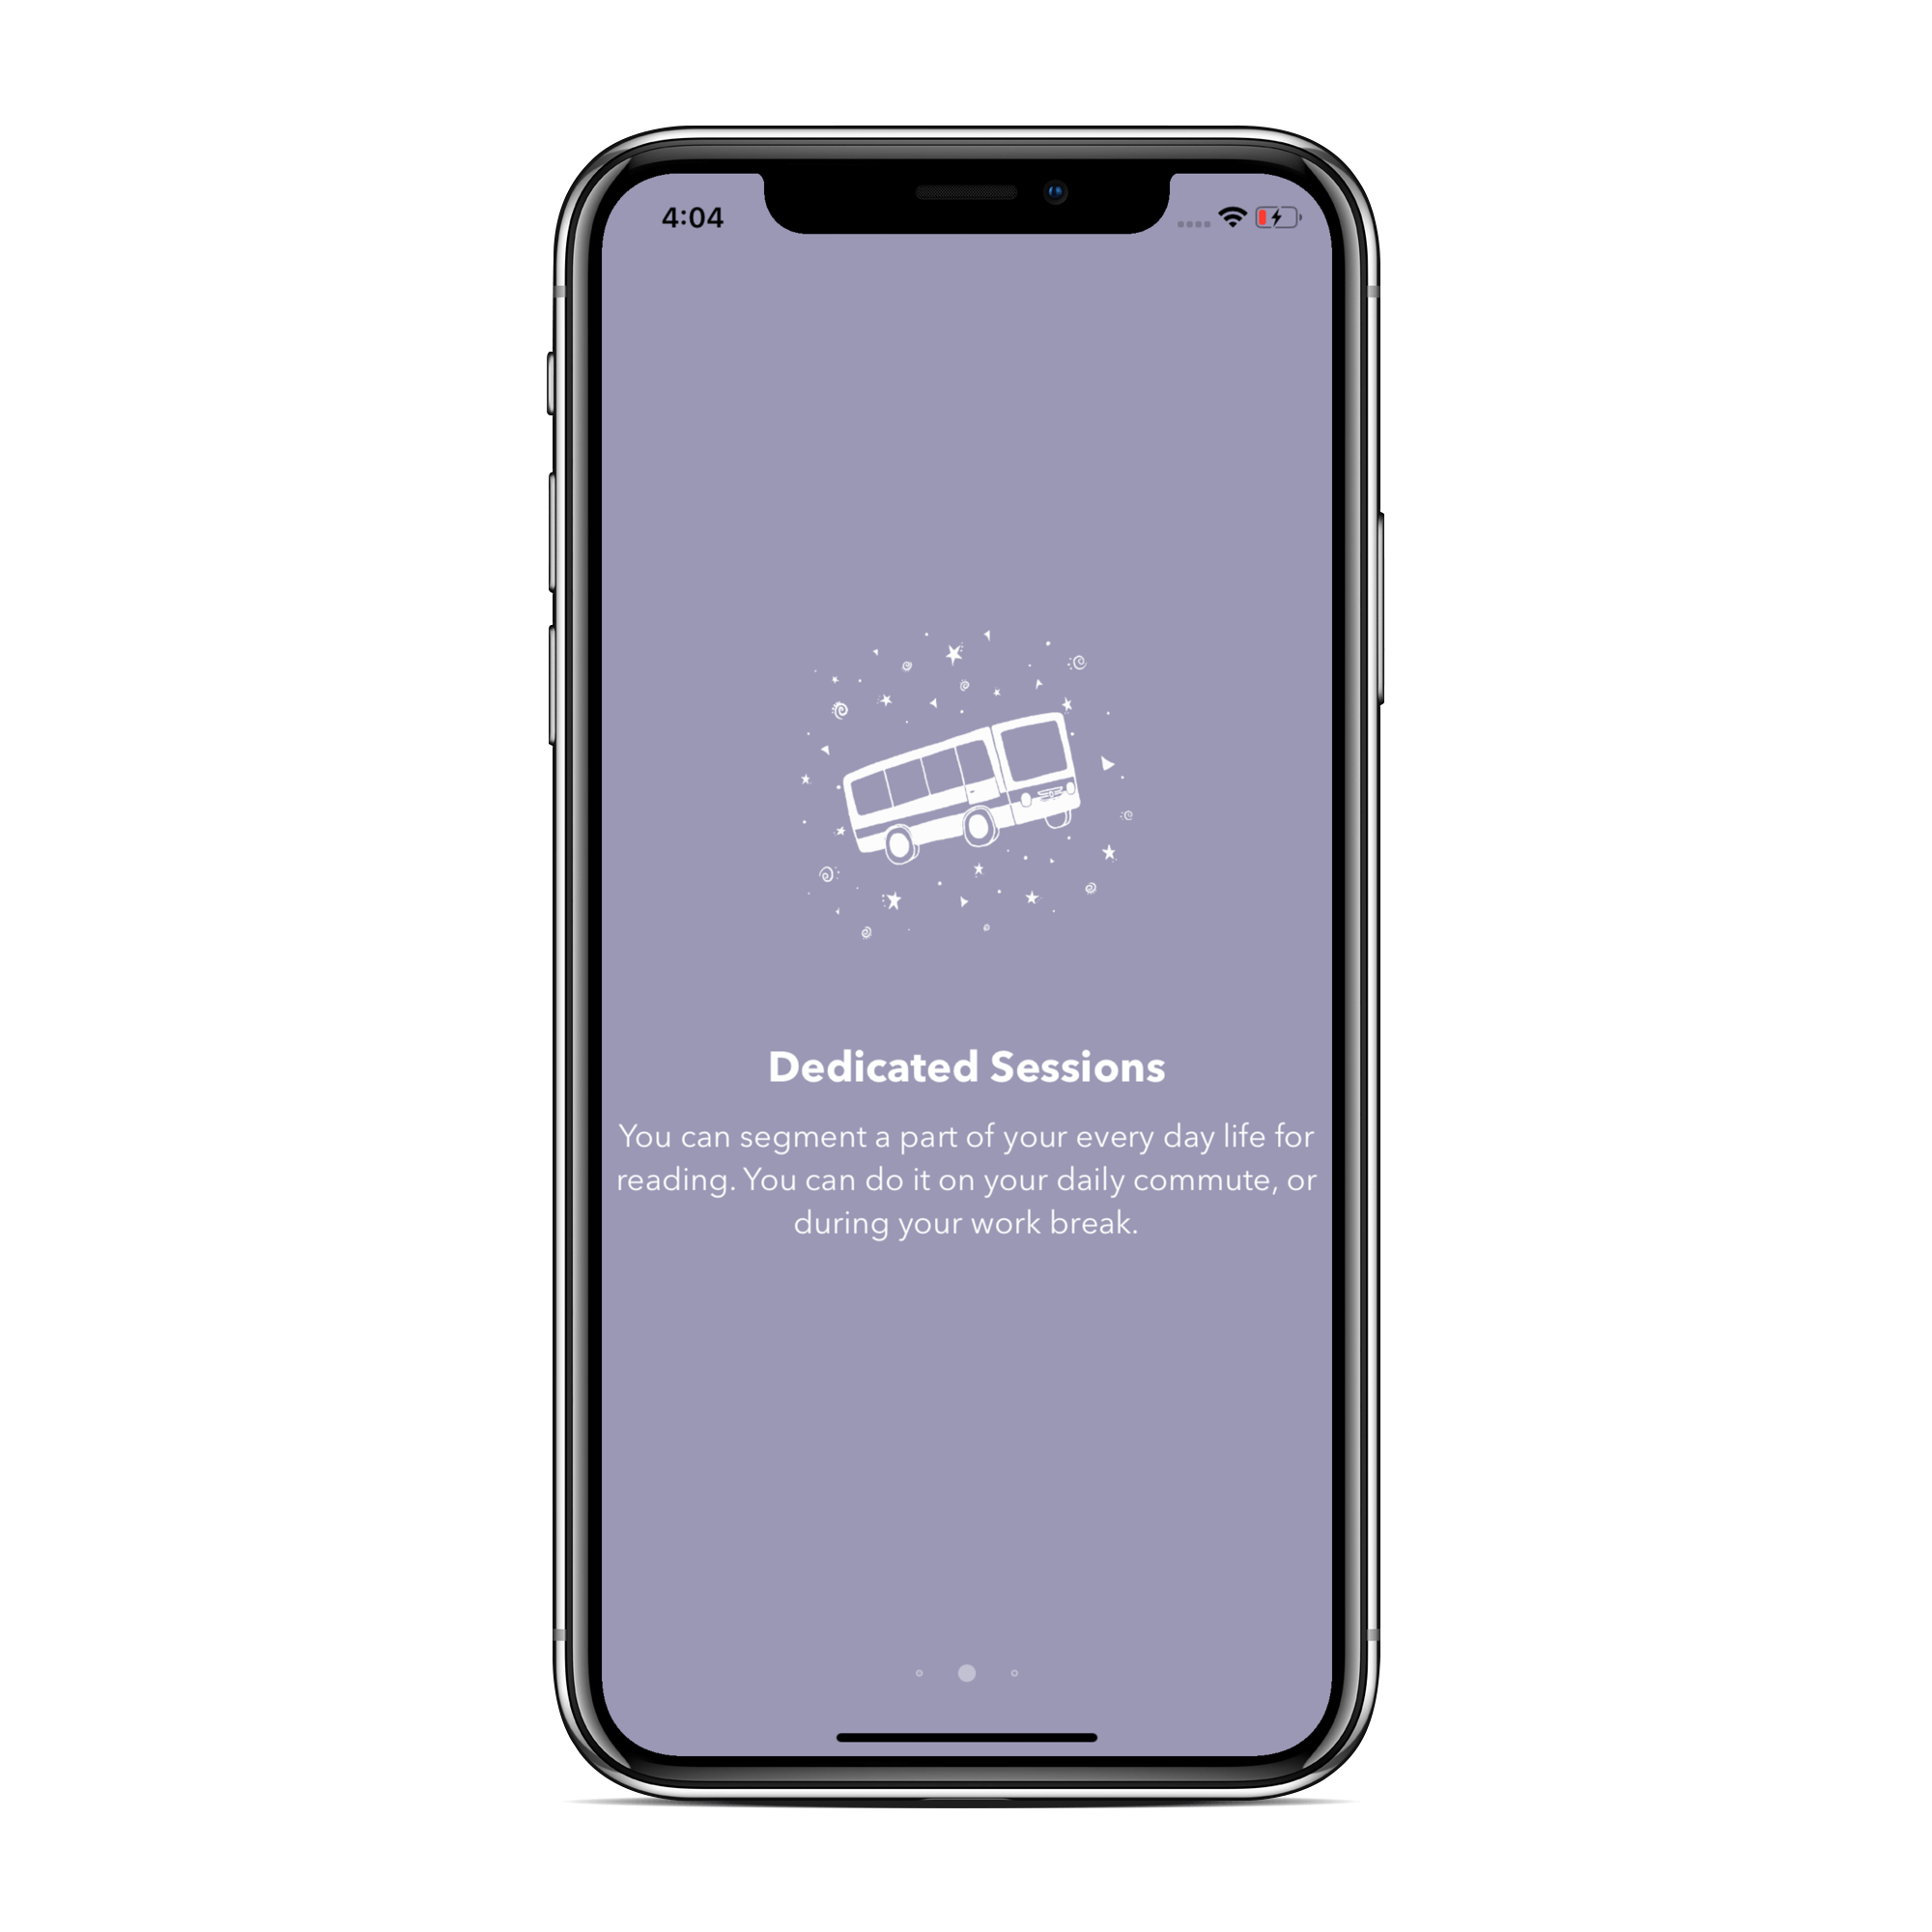 4:04
Dedicated Sessions
You can segment a part of your every day life for
reading. You can do it on your daily commute, or
during your work break.